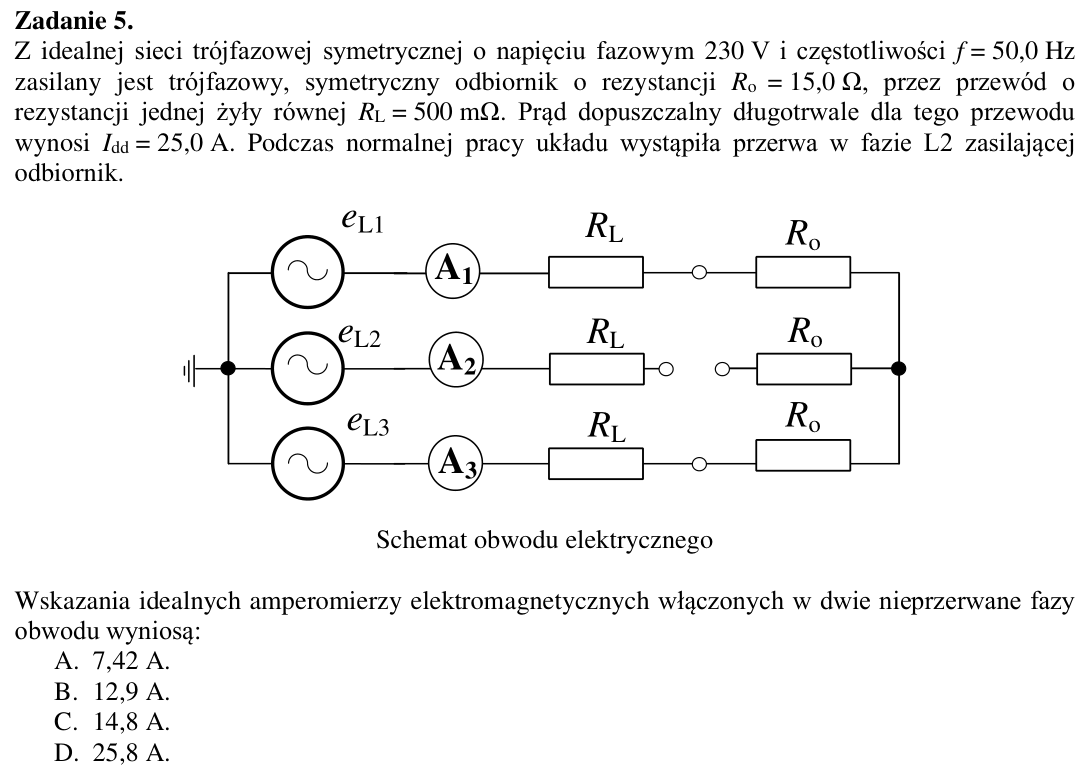 Zadanie 5.
Z idealnej sieci trójfazowej symetrycznej o napięciu fazowym 230 V i częstotliwości f = 50,0 Hz
zasilany jest trójfazowy, symetryczny odbiornik o rezystancji Ro = 15,0 Ω, przez przewód o
rezystancji jednej żyły równej RL = 500 mΩ. Prąd dopuszczalny długotrwale dla tego przewodu
wynosi Idd = 25,0 A. Podczas normalnej pracy układu wystąpiła przerwa w fazie L2 zasilającej
odbiornik.
eL1
RL
Ro
A1
eL2
RL
Ro
A2
eL3
RL
Ro
A3
Schemat obwodu elektrycznego
Wskazania idealnych amperomierzy elektromagnetycznych włączonych w dwie nieprzerwane fazy
obwodu wyniosą:
A. 7,42 A.
B. 12,9 A.
C. 14,8 A.
D. 25,8 A.